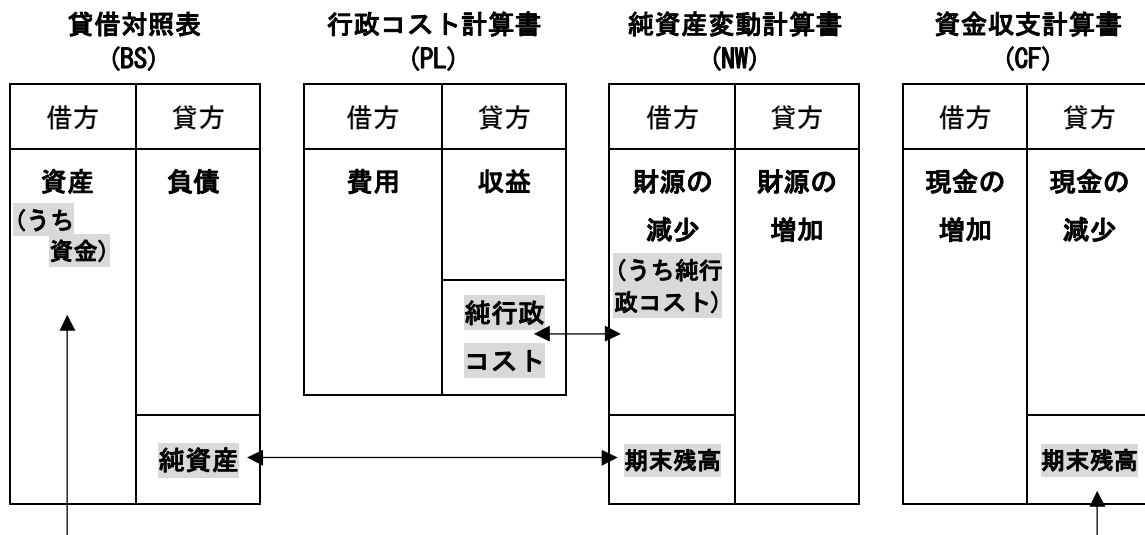 貸借対照表
(BS)
借方
貸方
資産
(うち
資金)
負債
純資産
行政コスト計算書
(PL)
借方
貸方
費用
収益
純行政
コスト
純資産変動計算書
(NW)
借方
貸方
財源の
減少
(うち純行
政コスト)
期末残高
財源の
増加
資金収支計算書
(CF)
借方
貸方
現金の
増加
現金の
減少
期末残高